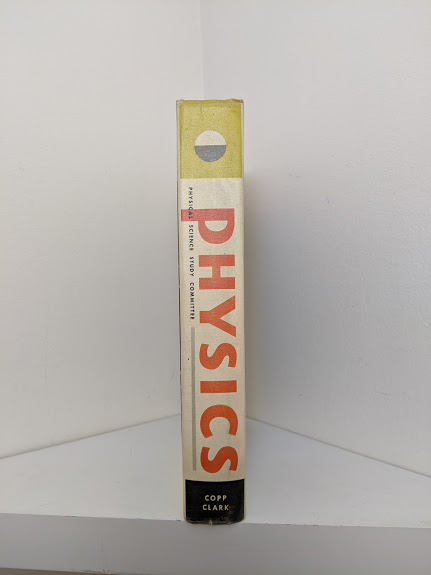 PHYSICS
PHYSICAL SCIENCE STUDY COMMITTEE
COPP
CLARK